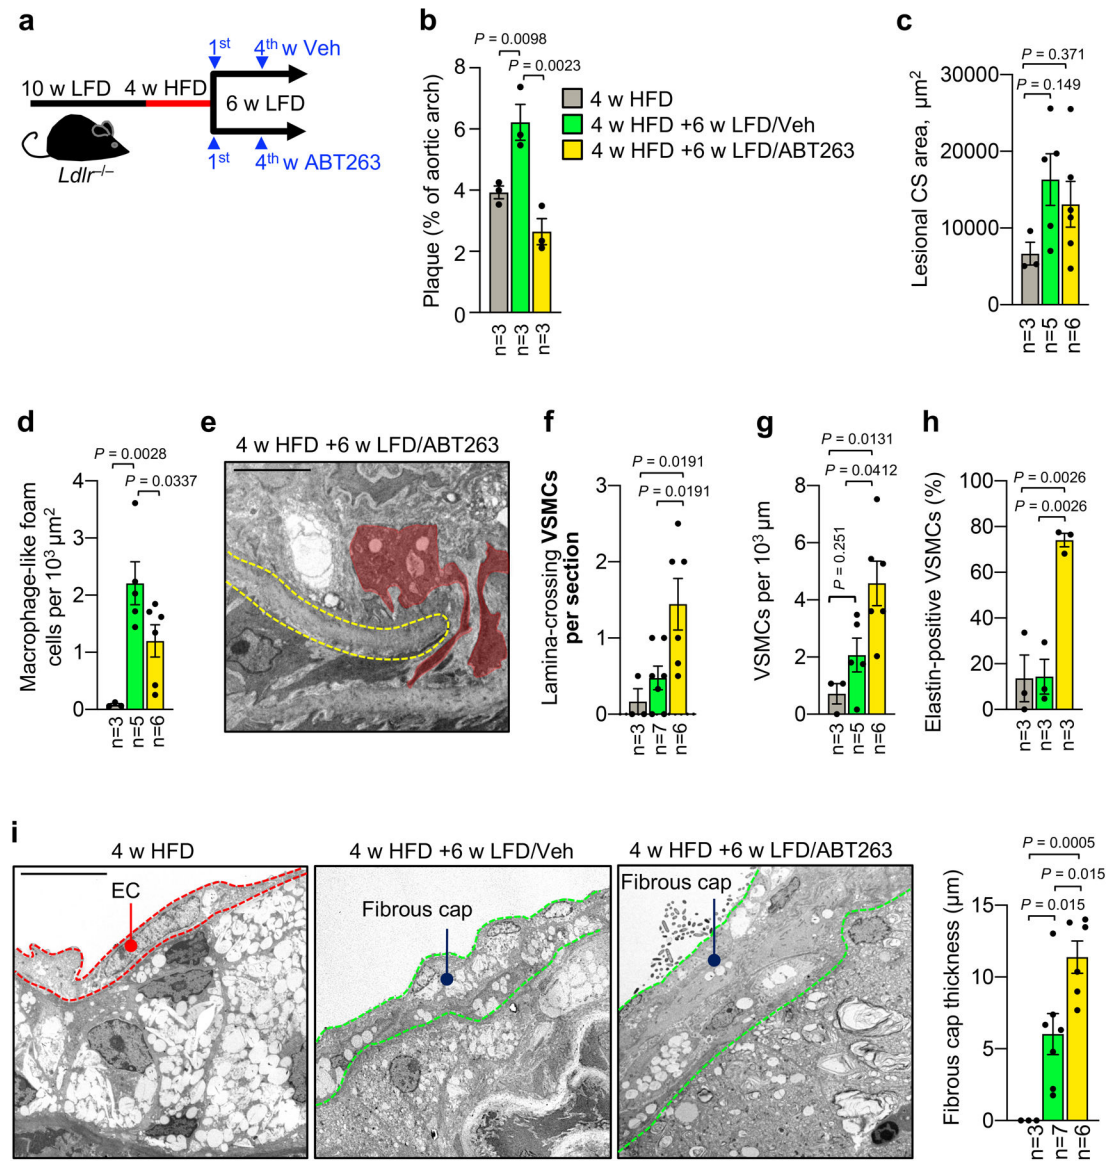 a
1st
4th w Veh
10 w LFD
4 w HFD
6 w LFD
1st
4th w ABT263
Ldlr–/–
b
P = 0.0098
P = 0.0023
Plaque (% of aortic arch)
8
6
4
2
0
n=3
n=3
n=3
4 w HFD
4 w HFD +6 w LFD/Veh
4 w HFD +6 w LFD/ABT263
c
P = 0.371
P = 0.149
Lesional CS area, µm2
30000
20000
10000
0
n=3
n=5
n=6
d
P = 0.0028
P = 0.0337
Macrophage-like foam
cells per 10³ µm²
4
3
2
1
0
n=3
n=5
n=6
e
4 w HFD +6 w LFD/ABT263
f
P = 0.0191
P = 0.0191
Lamina-crossing VSMCs
per section
3
2
1
0
n=3
n=7
n=6
g
P = 0.0131
P = 0.0412
P = 0.251
VSMCs per 10³ µm
8
6
4
2
0
n=3
n=5
n=6
h
P = 0.0026
P = 0.0026
Elastin-positive VSMCs (%)
100
80
60
40
20
0
n=3
n=3
n=3
i
4 w HFD
EC
4 w HFD +6 w LFD/Veh
Fibrous cap
4 w HFD +6 w LFD/ABT263
Fibrous cap
P = 0.0005
P = 0.015
P = 0.015
Fibrous cap thickness (µm)
15
10
5
0
n=3
n=7
n=6